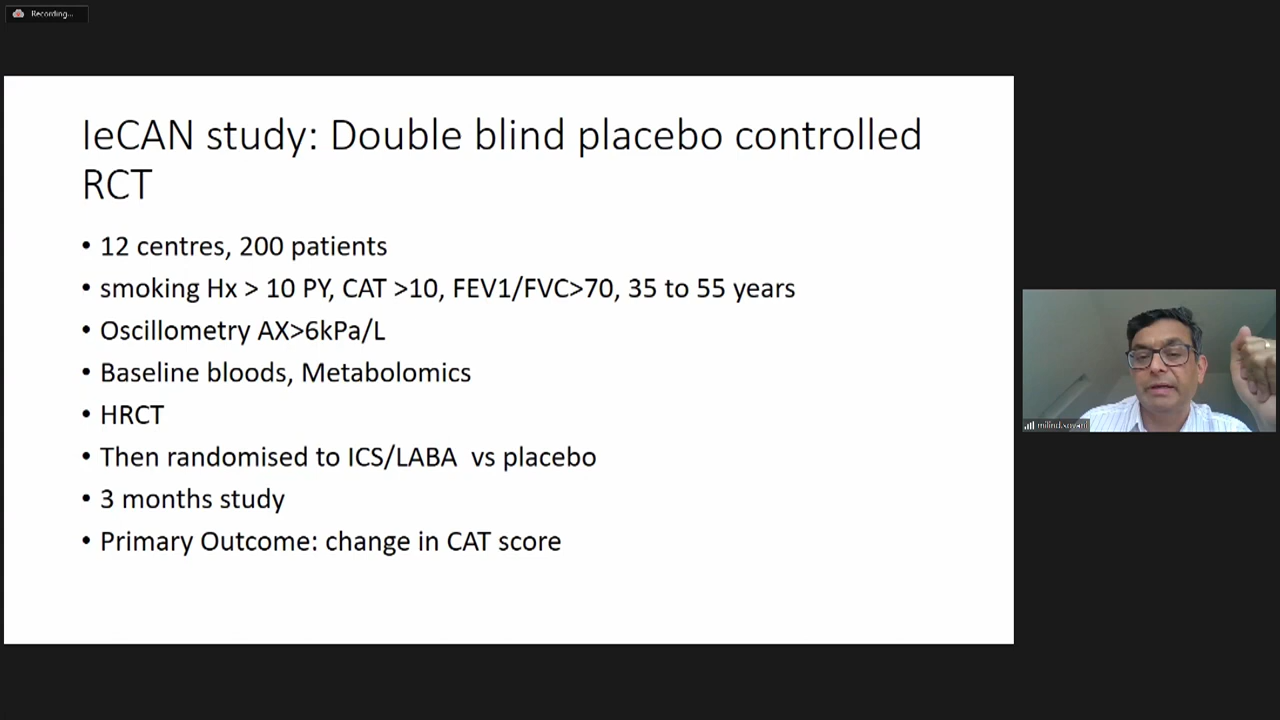 Recording...
IeCAN study: Double blind placebo controlled
RCT
• 12 centres, 200 patients
• smoking Hx > 10 PY, CAT >10, FEV1/FVC>70, 35 to 55 years
• Oscillometry AX>6kPa/L
• Baseline bloods, Metabolomics
• HRCT
• Then randomised to ICS/LABA  vs placebo
• 3 months study
• Primary Outcome: change in CAT score